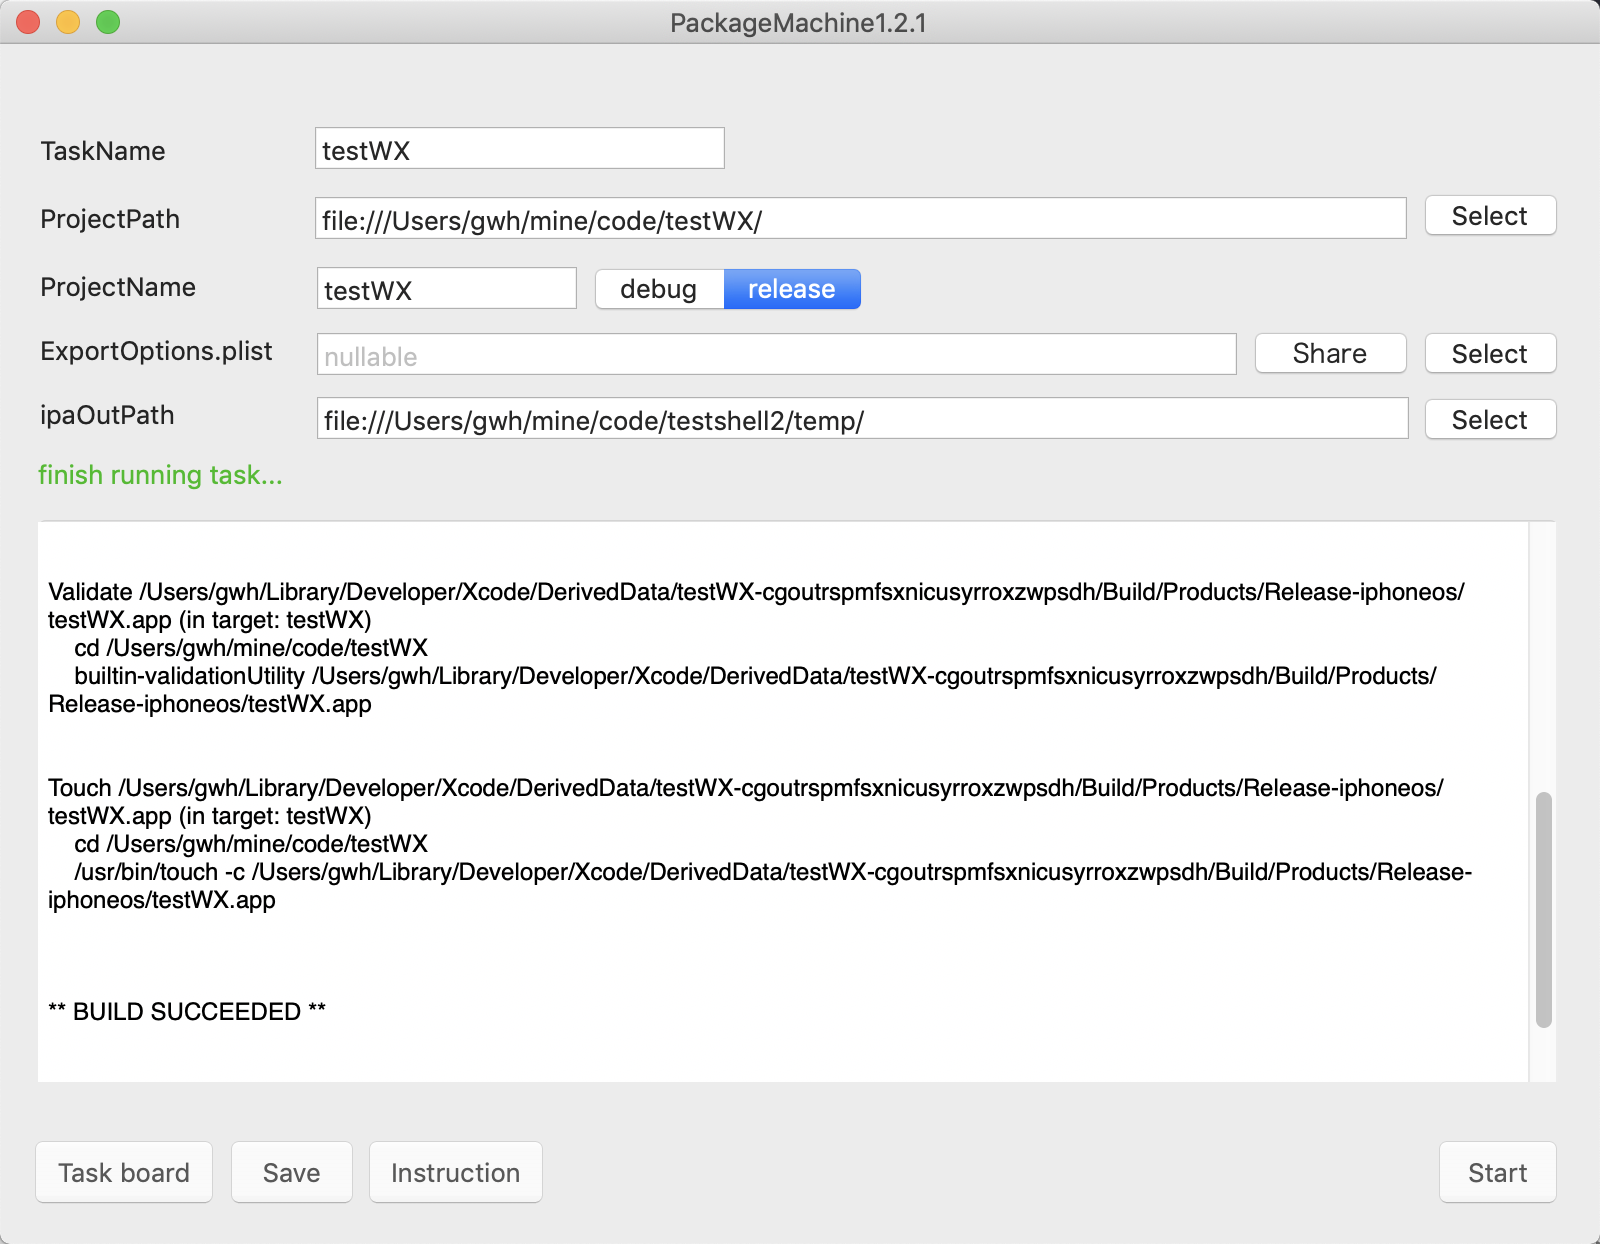 PackageMachine1.2.1
TaskName testWX
ProjectPath file:///Users/gwh/mine/code/testWX/ Select
ProjectName testWX debug release
ExportOptions.plist nullable Share Select
ipaOutPath file:///Users/gwh/mine/code/testshell2/temp/ Select
finish running task...
Validate /Users/gwh/Library/Developer/Xcode/DerivedData/testWX-cgoutrspmfsxnicusyrroxzwpsdh/Build/Products/Release-iphoneos/
testWX.app (in target: testWX)
cd /Users/gwh/mine/code/testWX
builtin-validationUtility /Users/gwh/Library/Developer/Xcode/DerivedData/testWX-cgoutrspmfsxnicusyrroxzwpsdh/Build/Products/
Release-iphoneos/testWX.app
Touch /Users/gwh/Library/Developer/Xcode/DerivedData/testWX-cgoutrspmfsxnicusyrroxzwpsdh/Build/Products/Release-iphoneos/
testWX.app (in target: testWX)
cd /Users/gwh/mine/code/testWX
/usr/bin/touch -c /Users/gwh/Library/Developer/Xcode/DerivedData/testWX-cgoutrspmfsxnicusyrroxzwpsdh/Build/Products/Release-
iphoneos/testWX.app
** BUILD SUCCEEDED **
Task board Save Instruction Start